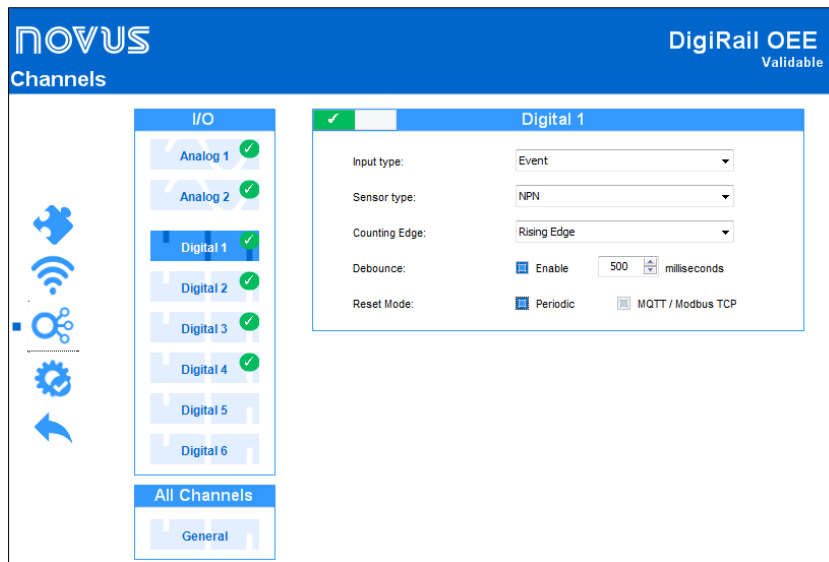 NOVUS
DigiRail OEE
Validable
Channels
I/O
Analog 1
Analog 2
Digital 1
Digital 2
Digital 3
Digital 4
Digital 5
Digital 6
All Channels
General
Digital 1
Input type: Event
Sensor type: NPN
Counting Edge: Rising Edge
Debounce: Enable 500 milliseconds
Reset Mode: Periodic MQTT / Modbus TCP